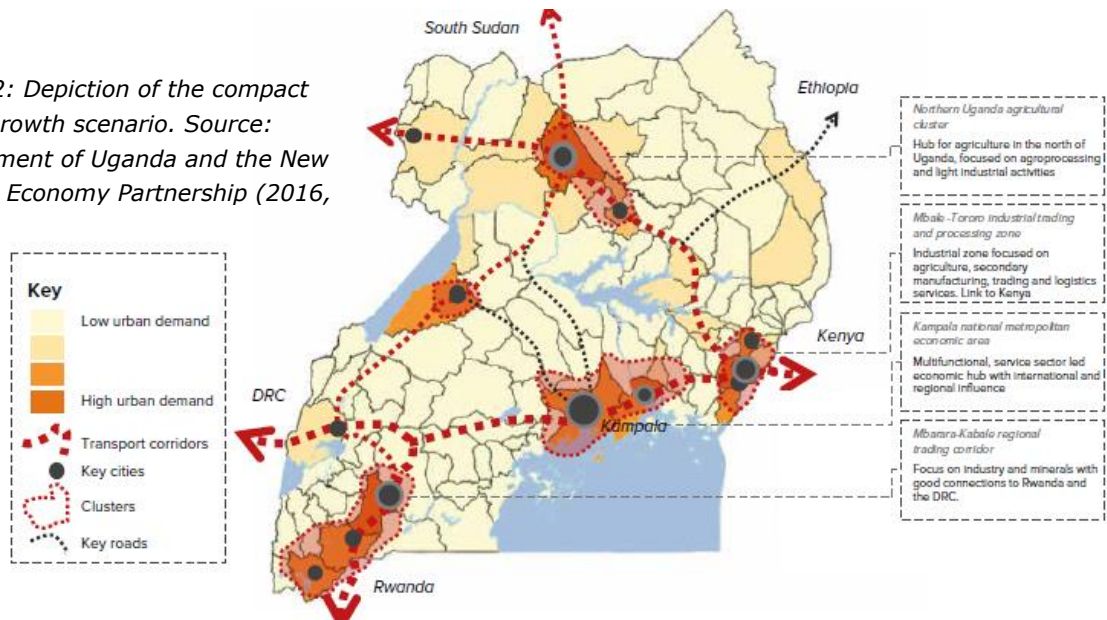 2: Depiction of the compact
rowth scenario. Source:
ment of Uganda and the New
Economy Partnership (2016,
South Sudan
Ethiopia
Kenya
DRC
Kampala
Rwanda
Key
Low urban demand
High urban demand
Transport corridors
Key cities
Clusters
Key roads
Northern Uganda agricultural
cluster
Hub for agriculture in the north of
Uganda, focused on agroprocessing
and light industrial activities
Mbale -Tororo industrial trading
and processing zone
Industrial zone focused on
agriculture, secondary
manufacturing, trading and logistics
services. Link to Kenya
Kampala national metropolitan
economic area
Multifunctional, service sector led
economic hub with international and
regional influence
Mbarara-Kabale regional
trading corridor
Focus on industry and minerals with
good connections to Rwanda and
the DRC.